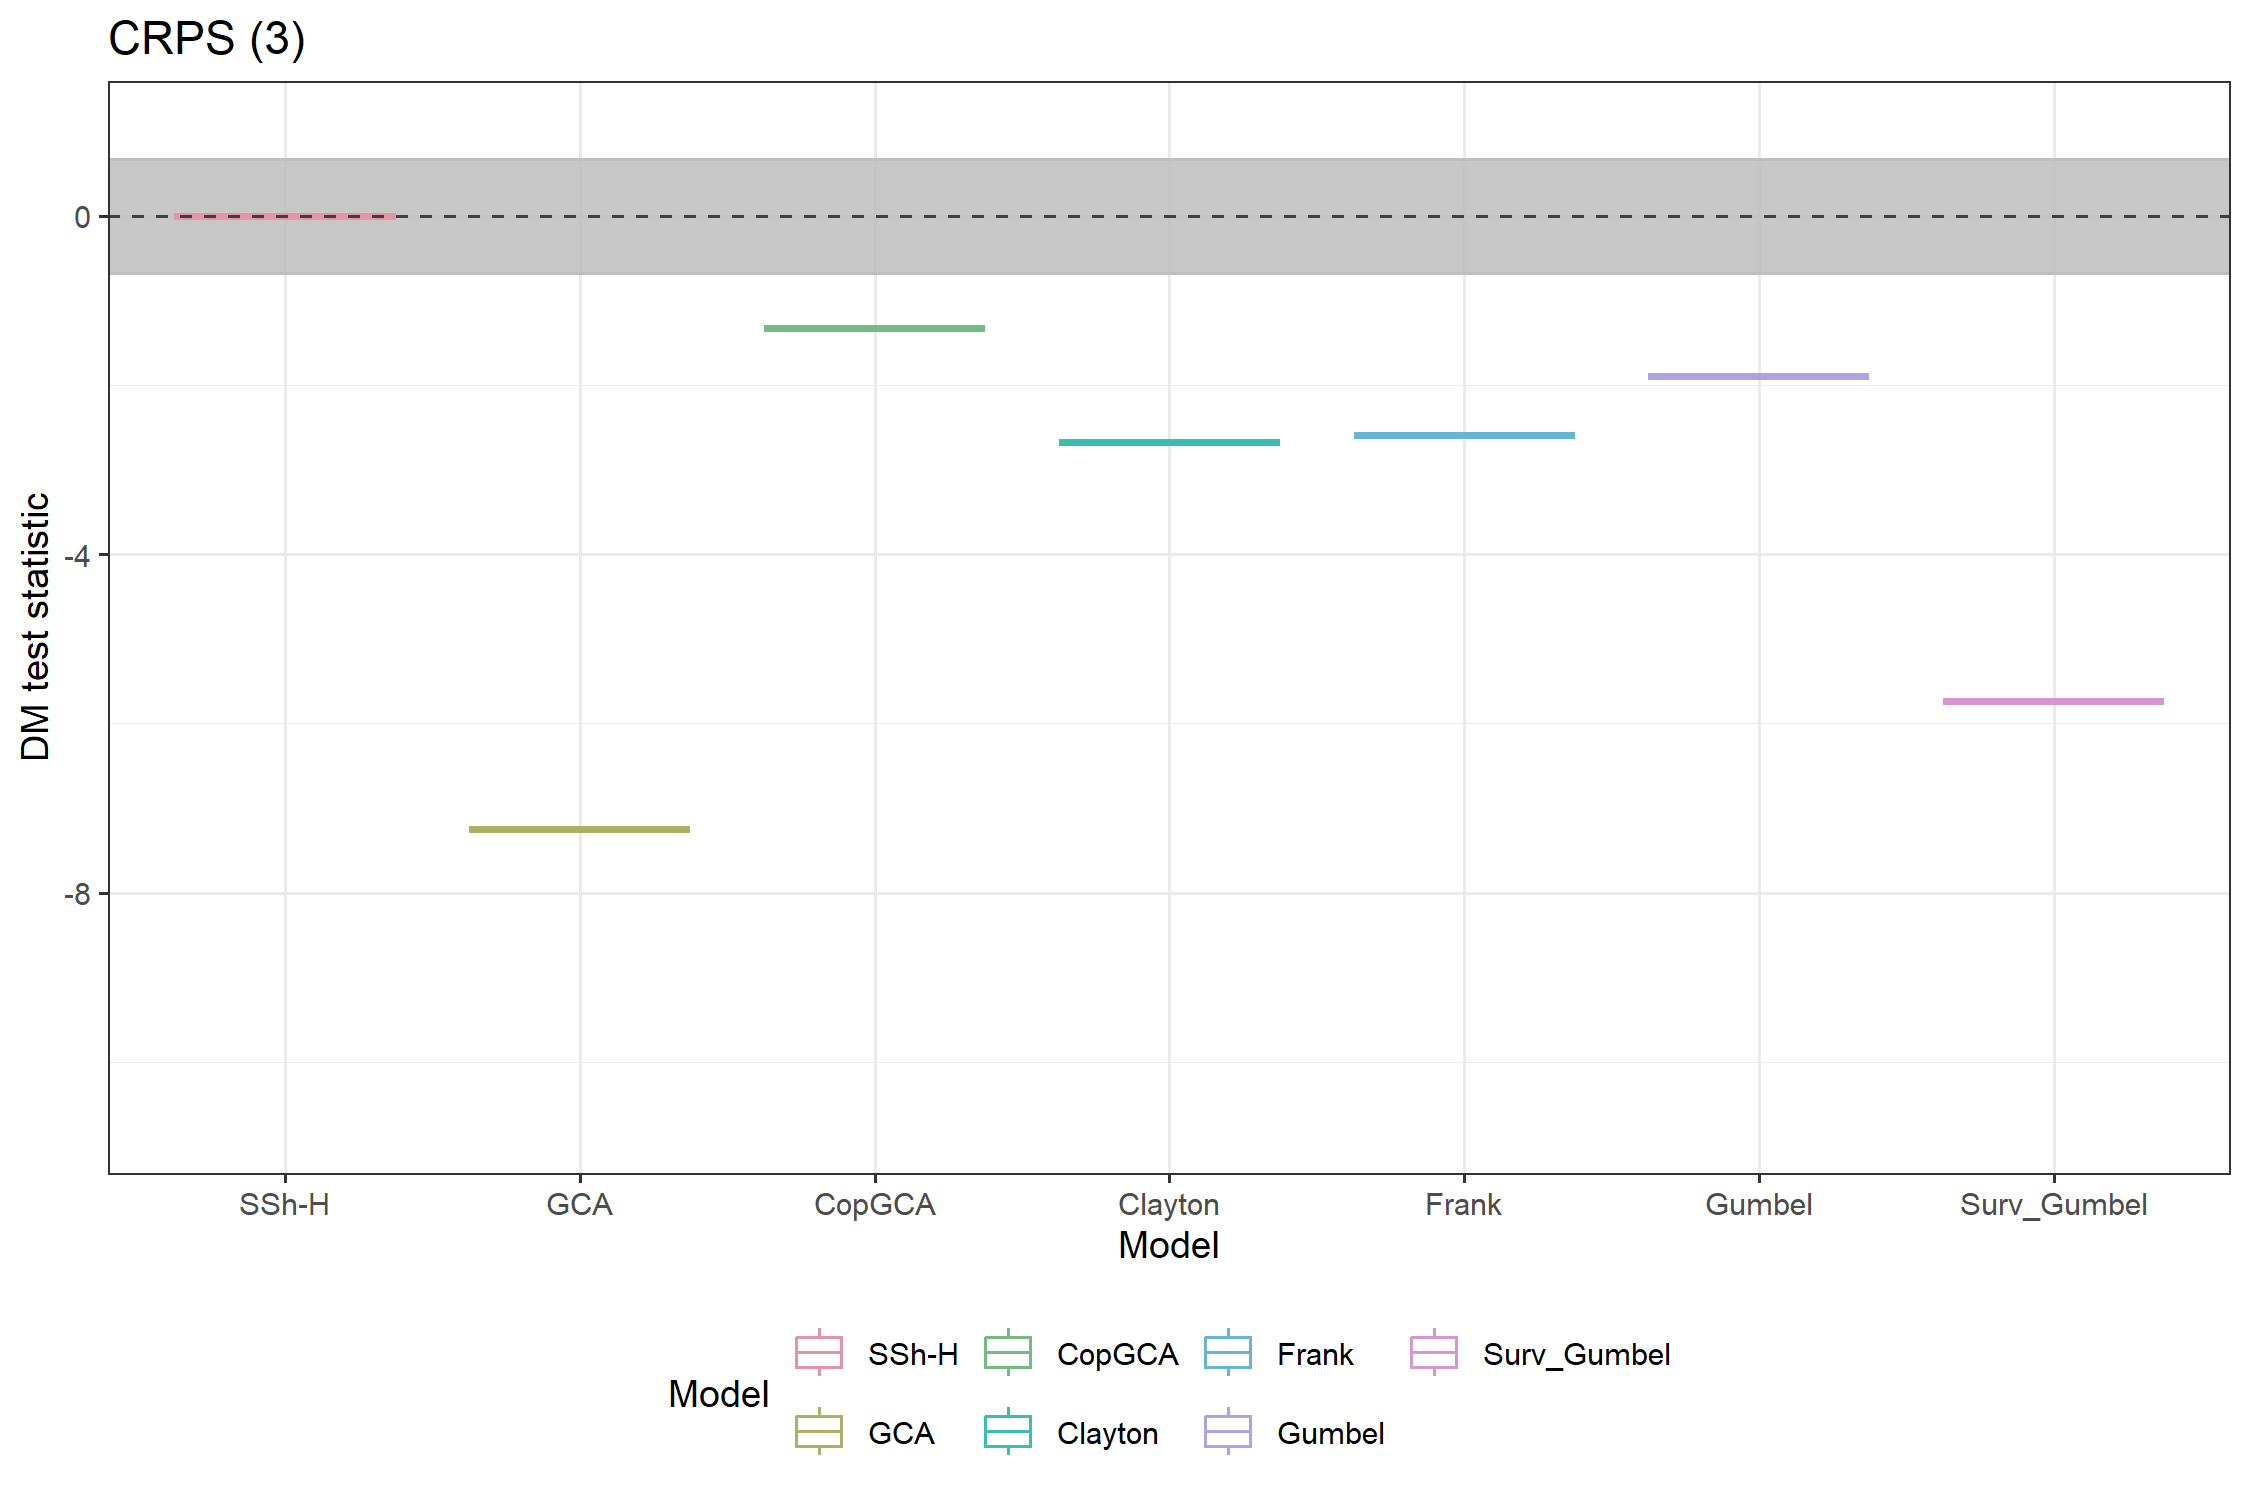 CRPS (3)
DM test statistic
0
-4
-8
SSh-H GCA CopGCA Clayton Frank Gumbel Surv_Gumbel
Model
Model
SSh-H CopGCA Frank Surv_Gumbel
GCA Clayton Gumbel